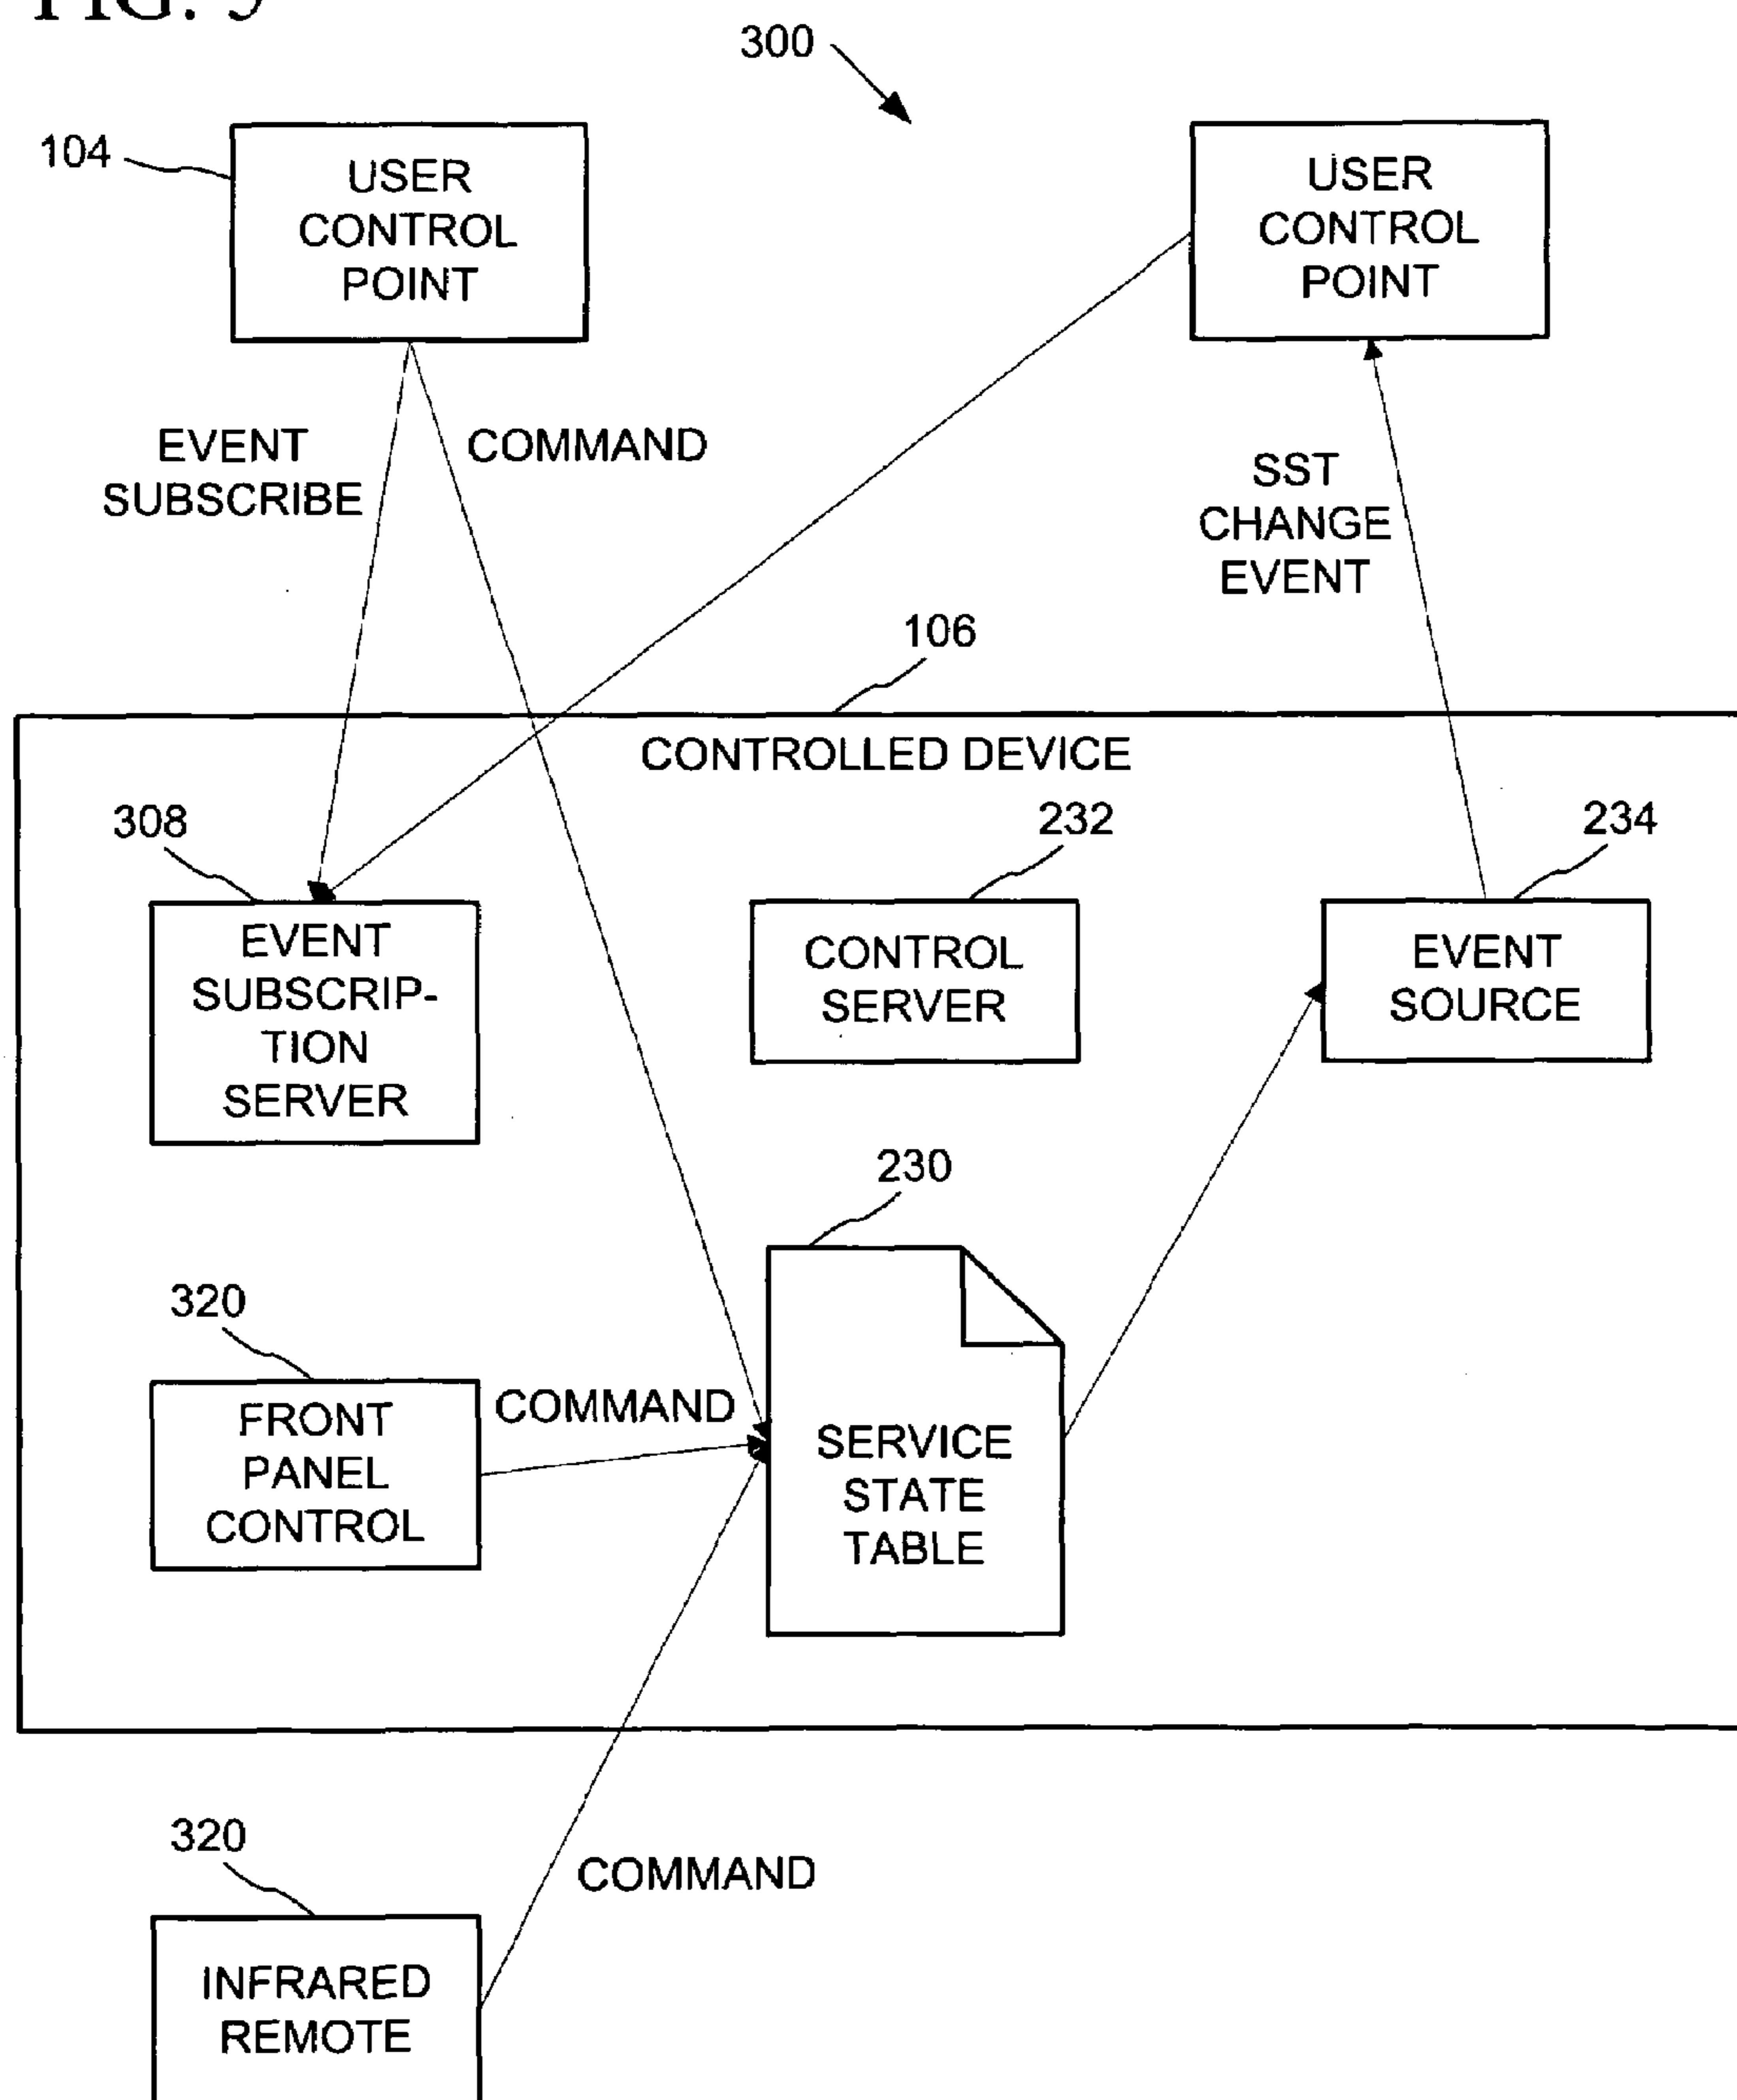 300
104
USER
CONTROL
POINT
USER
CONTROL
POINT
EVENT
SUBSCRIBE
COMMAND
SST
CHANGE
EVENT
106
CONTROLLED DEVICE
308
232
234
EVENT
SUBSCRIP-
TION
SERVER
CONTROL
SERVER
EVENT
SOURCE
230
320
FRONT
PANEL
CONTROL
COMMAND
SERVICE
STATE
TABLE
320
COMMAND
INFRARED
REMOTE